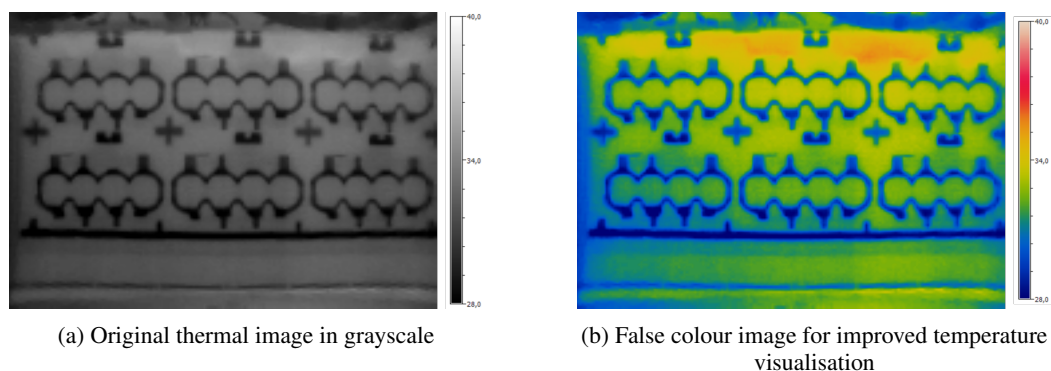 40,0
34,0
28,0
40,0
34,0
28,0
(a) Original thermal image in grayscale
(b) False colour image for improved temperature
visualisation